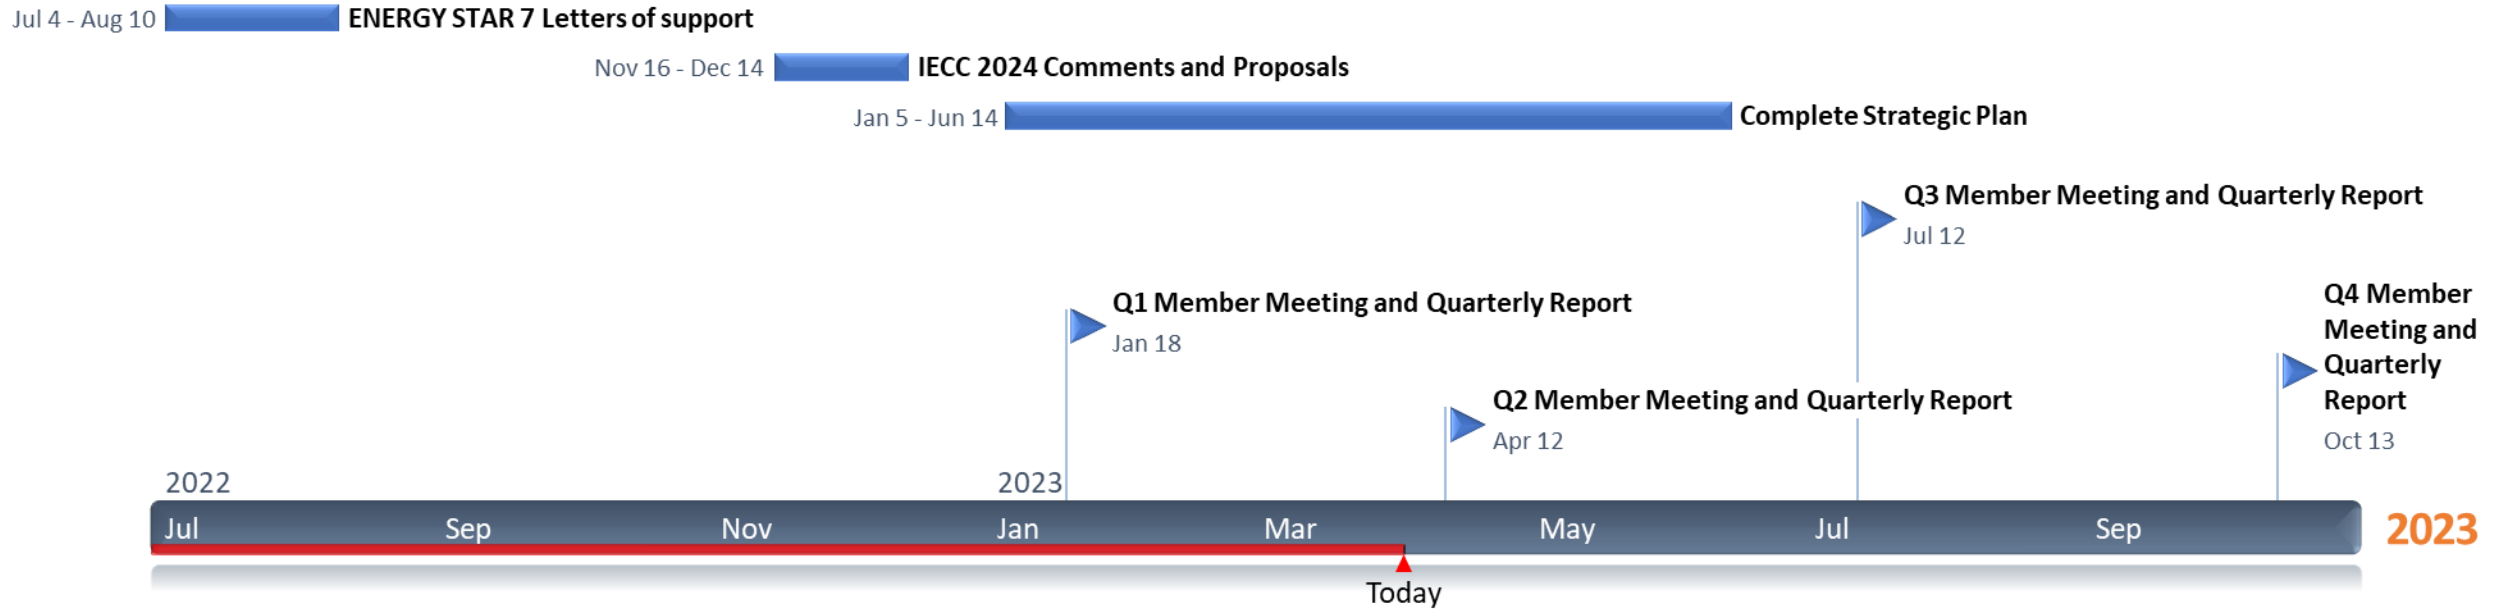 Jul 4 - Aug 10 ENERGY STAR 7 Letters of support
Nov 16 - Dec 14 IECC 2024 Comments and Proposals
Jan 5 - Jun 14 Complete Strategic Plan
Q3 Member Meeting and Quarterly Report
Jul 12
Q1 Member Meeting and Quarterly Report
Jan 18
Q4 Member
Meeting and
Quarterly
Report
Oct 13
Q2 Member Meeting and Quarterly Report
Apr 12
2022 2023
Jul Sep Nov Jan Mar May Jul Sep 2023
Today